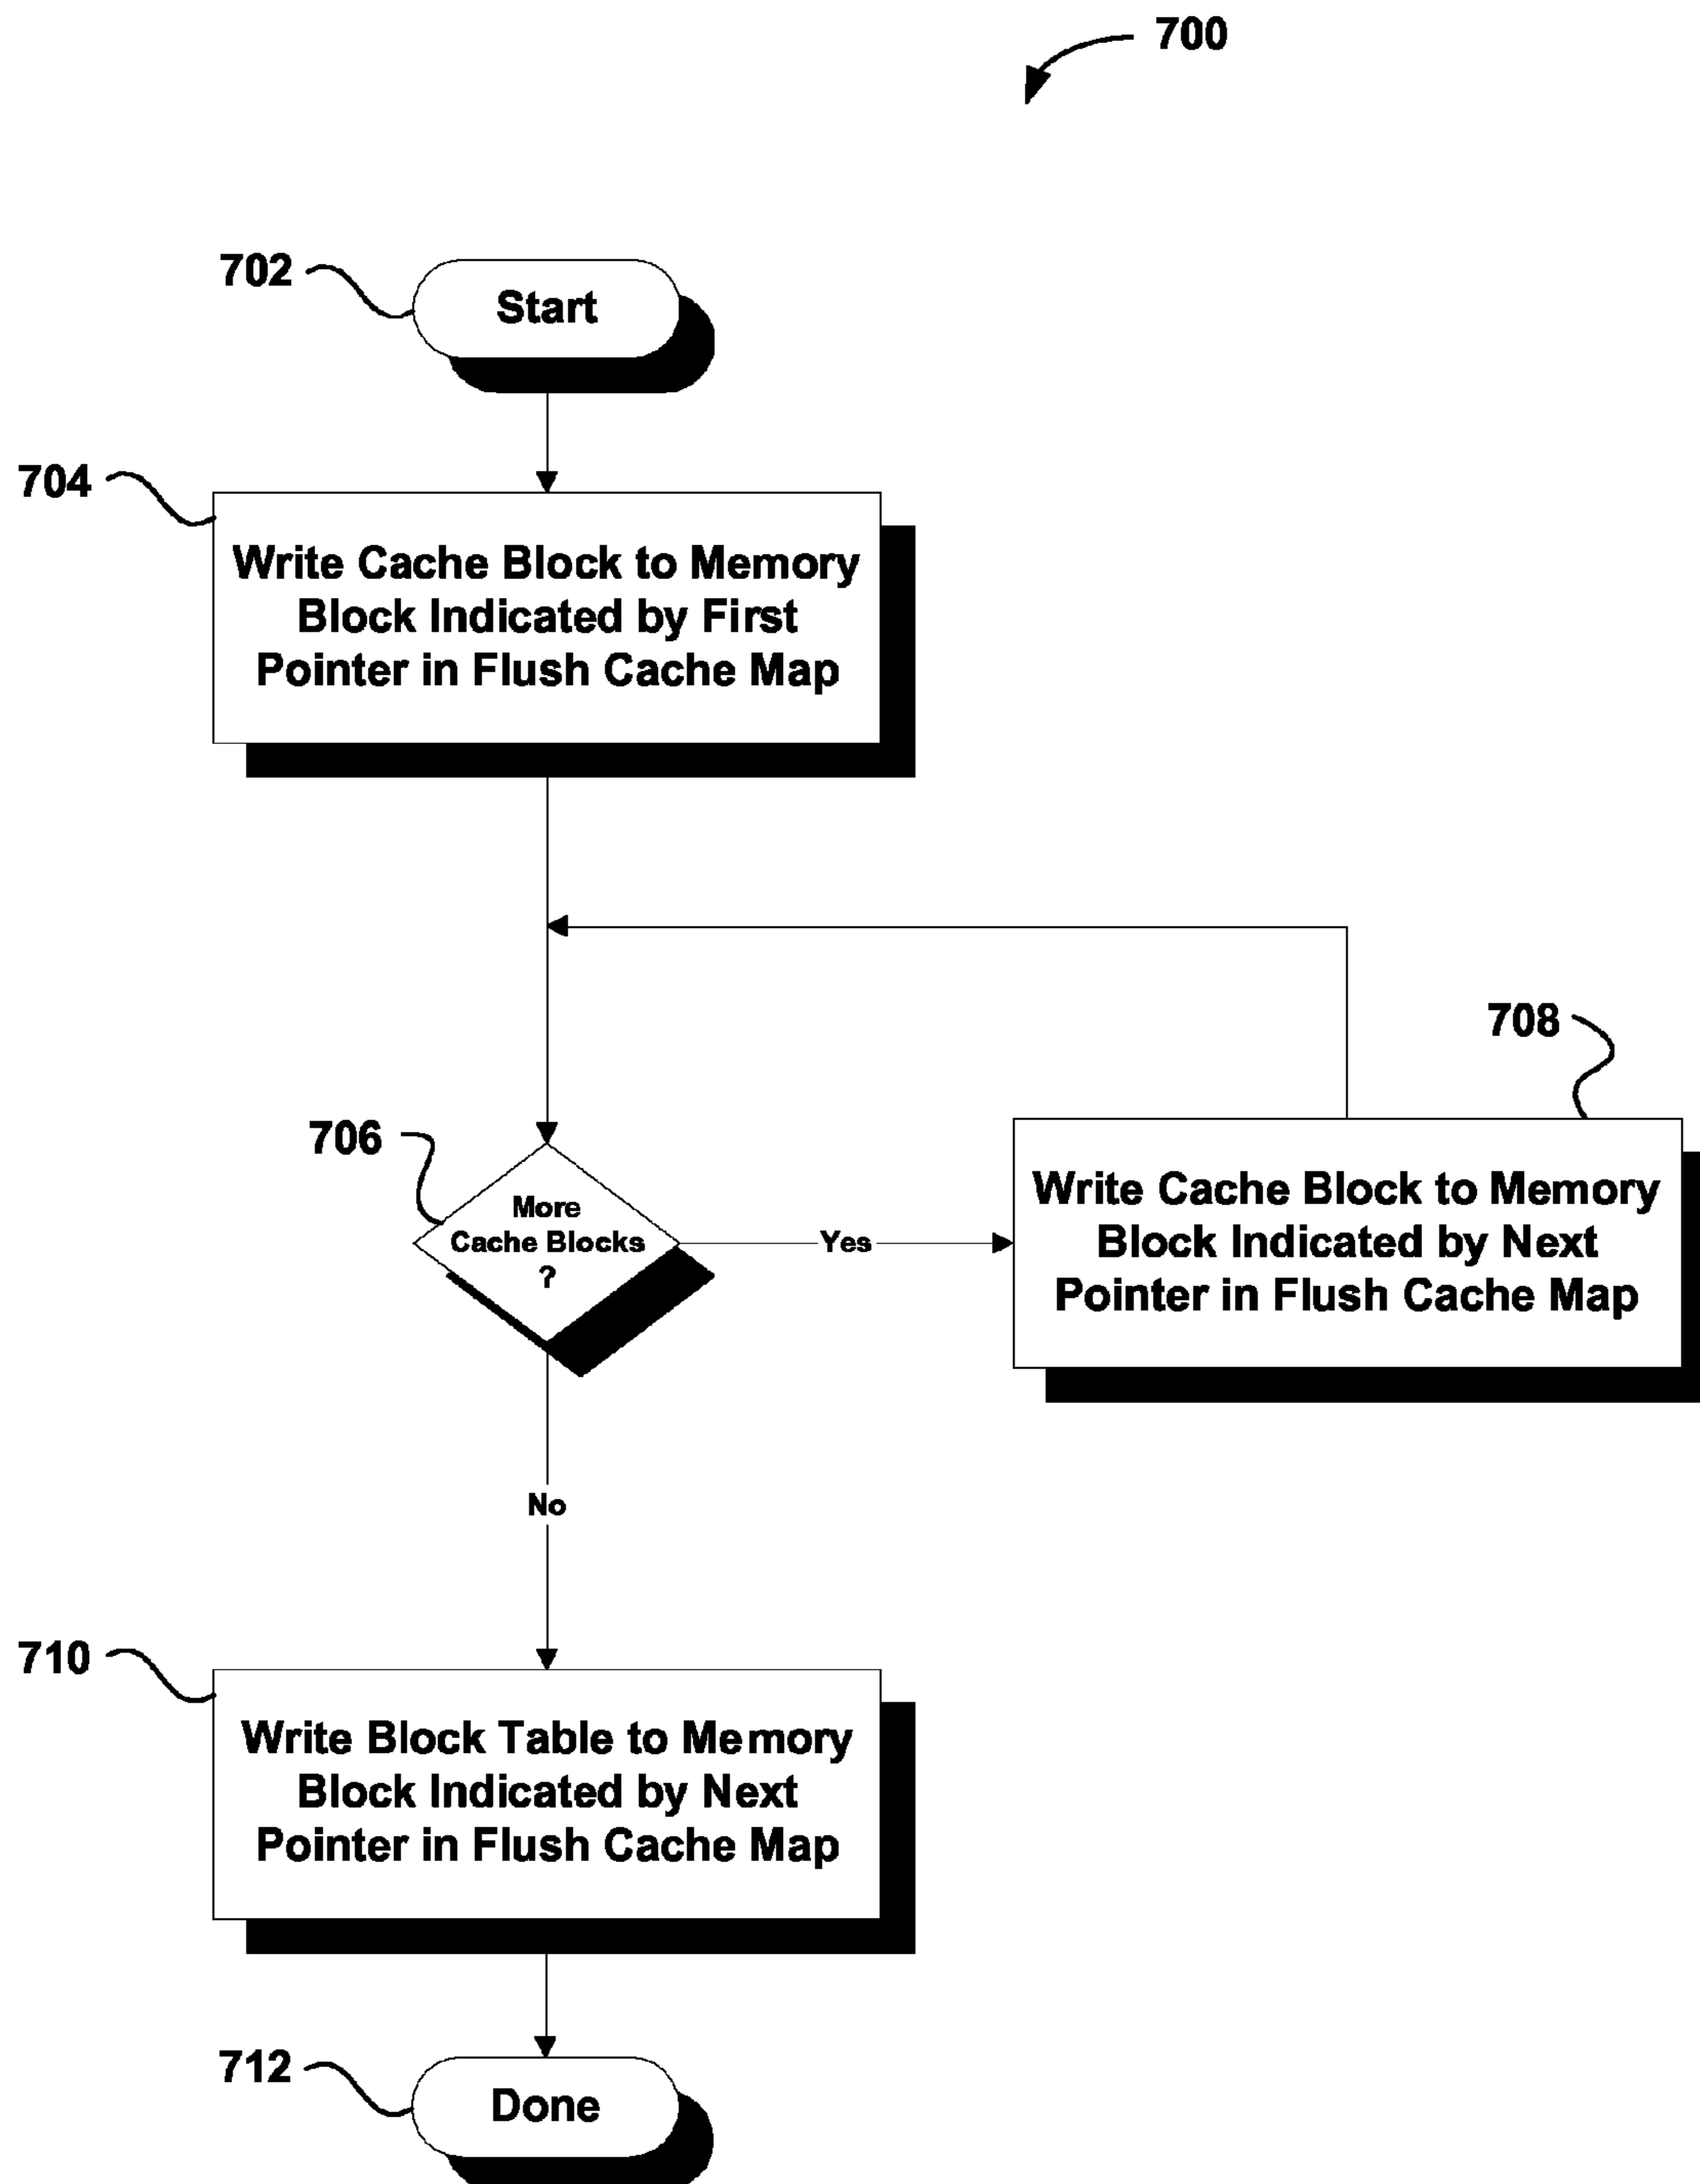 700
702
Start
704
Write Cache Block to Memory
Block Indicated by First
Pointer in Flush Cache Map
708
706
More
Cache Blocks
?
Yes
Write Cache Block to Memory
Block Indicated by Next
Pointer in Flush Cache Map
No
710
Write Block Table to Memory
Block Indicated by Next
Pointer in Flush Cache Map
712
Done